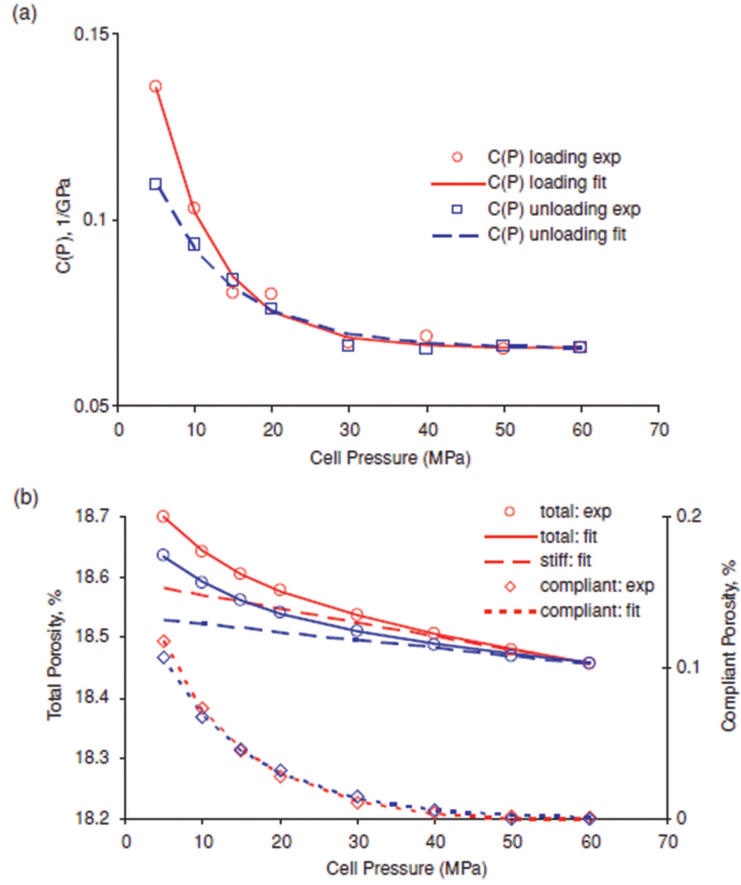 (a)
0.15
0.1
0.05
C(P), 1/GPa
C(P) loading exp
C(P) loading fit
C(P) unloading exp
C(P) unloading fit
0 10 20 30 40 50 60 70
Cell Pressure (MPa)
(b)
18.7
18.6
18.5
18.4
18.3
18.2
Total Porosity, %
total: exp
total: fit
stiff: fit
compliant: exp
compliant: fit
0.2
0.1
0
Compliant Porosity, %
0 10 20 30 40 50 60 70
Cell Pressure (MPa)